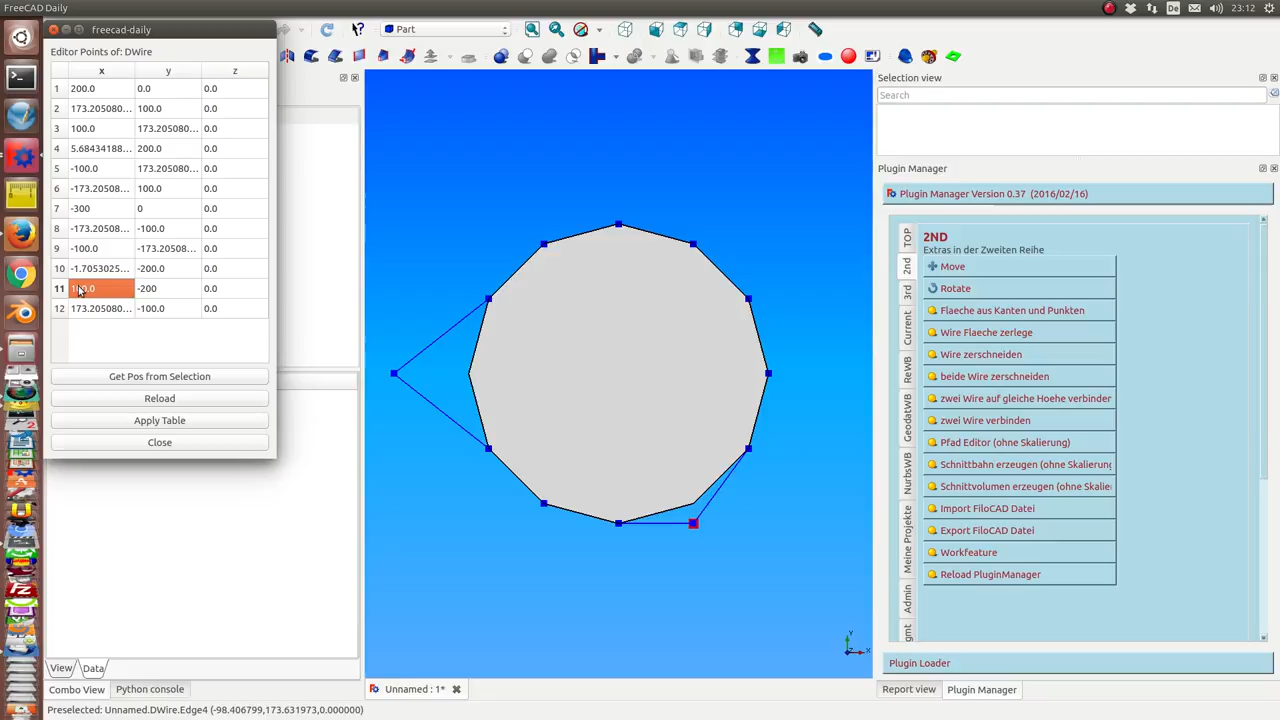 FreeCAD Daily
De
23:12
freecad-daily
Part
Editor Points of: DWire
x y z
1 200.0 0.0 0.0
2 173.205080... 100.0 0.0
3 100.0 173.205080... 0.0
4 5.68434188... 200.0 0.0
5 -100.0 173.205080... 0.0
6 -173.20508... 100.0 0.0
7 -300 0 0.0
8 -173.20508... -100.0 0.0
9 -100.0 -173.20508... 0.0
10 -1.7053025... -200.0 0.0
11 100.0 -200 0.0
12 173.205080... -100.0 0.0
Get Pos from Selection
Reload
Apply Table
Close
View Data
Combo View Python console
Unnamed : 1*
Y
Z X
Selection view
Search
Plugin Manager
Plugin Manager Version 0.37 (2016/02/16)
TOP
2nd
3rd
Current
ReWB
GeodatWB
NurbsWB
Meine Projekte
Admin
gmt
2ND
Extras in der Zweiten Reihe
Move
Rotate
Flaeche aus Kanten und Punkten
Wire Flaeche zerlege
Wire zerschneiden
beide Wire zerschneiden
zwei Wire auf gleiche Hoehe verbinden
zwei Wire verbinden
Pfad Editor (ohne Skalierung)
Schnittbahn erzeugen (ohne Skalierung
Schnittvolumen erzeugen (ohne Skalie
Import FiloCAD Datei
Export FiloCAD Datei
Workfeature
Reload PluginManager
Plugin Loader
Report view Plugin Manager
Preselected: Unnamed.DWire.Edge4 (-98.406799,173.631973,0.000000)